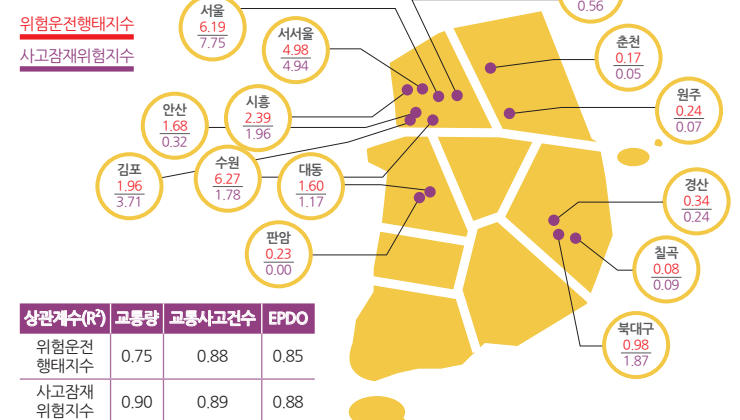 위험운전행태지수
사고잠재위험지수
0.56
서울
6.19
7.75
서서울
4.98
4.94
춘천
0.17
0.05
원주
0.24
0.07
시흥
2.39
1.96
안산
1.68
0.32
김포
1.96
3.71
수원
6.27
1.78
대동
1.60
1.17
경산
0.34
0.24
판암
0.23
0.00
칠곡
0.08
0.09
북대구
0.98
1.87
상관계수(R²) 교통량 교통사고건수 EPDO
위험운전
행태지수 0.75 0.88 0.85
사고잠재
위험지수 0.90 0.89 0.88